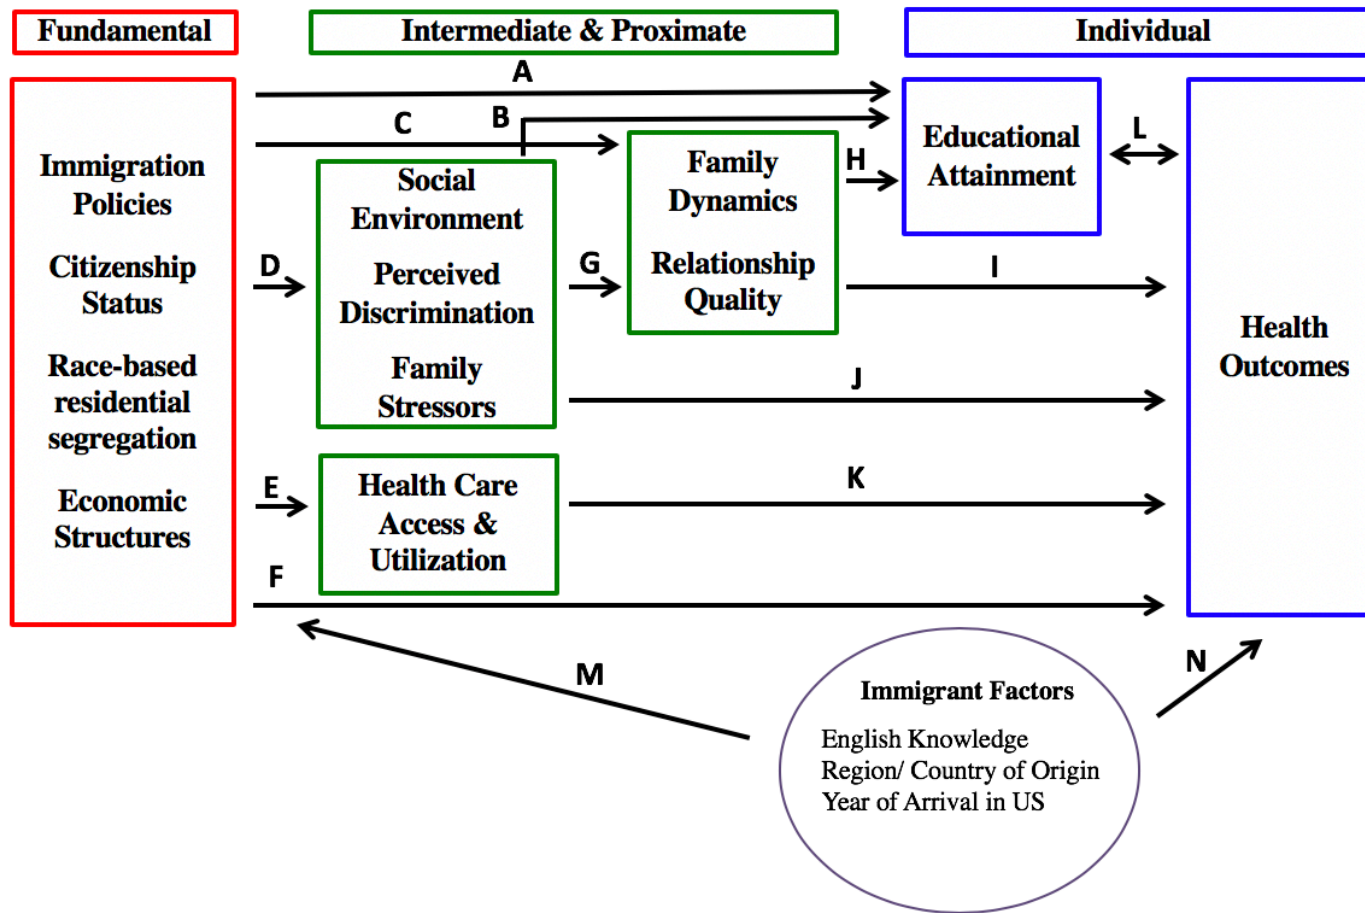 Fundamental
Intermediate & Proximate
Individual
A
B
C
Immigration
Policies
Citizenship
Status
Race-based
residential
segregation
Economic
Structures
D
E
F
Social
Environment
Perceived
Discrimination
Family
Stressors
G
Health Care
Access &
Utilization
Family
Dynamics
Relationship
Quality
H
Educational
Attainment
L
I
J
K
Health
Outcomes
M
N
Immigrant Factors
English Knowledge
Region/ Country of Origin
Year of Arrival in US